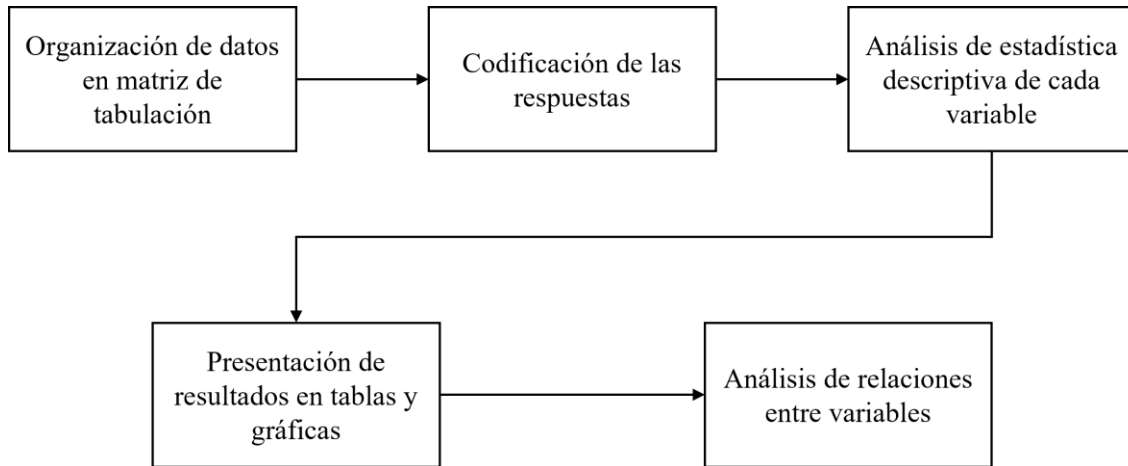 Organización de datos
en matriz de
tabulación
Codificación de las
respuestas
Análisis de estadística
descriptiva de cada
variable
Presentación de
resultados en tablas y
gráficas
Análisis de relaciones
entre variables